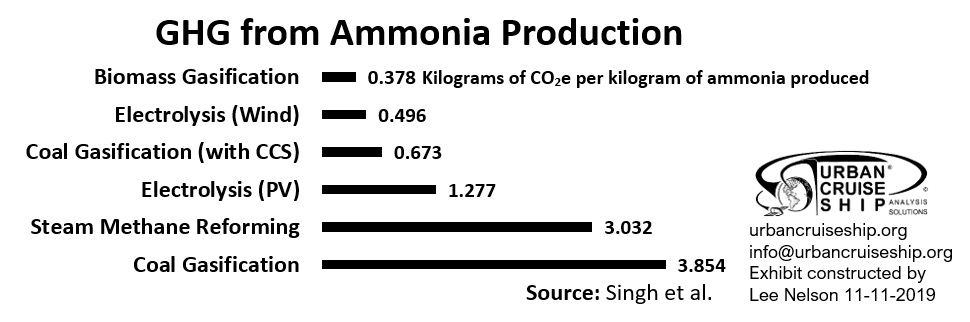 GHG from Ammonia Production
Biomass Gasification 0.378 Kilograms of CO₂e per kilogram of ammonia produced
Electrolysis (Wind) 0.496
Coal Gasification (with CCS) 0.673
Electrolysis (PV) 1.277
Steam Methane Reforming 3.032
Coal Gasification 3.854
Source: Singh et al.
URBAN®
CRUISE
SHIP©
ANALYSIS
SOLUTIONS
urbancruiseship.org
info@urbancruiseship.org
Exhibit constructed by
Lee Nelson 11-11-2019